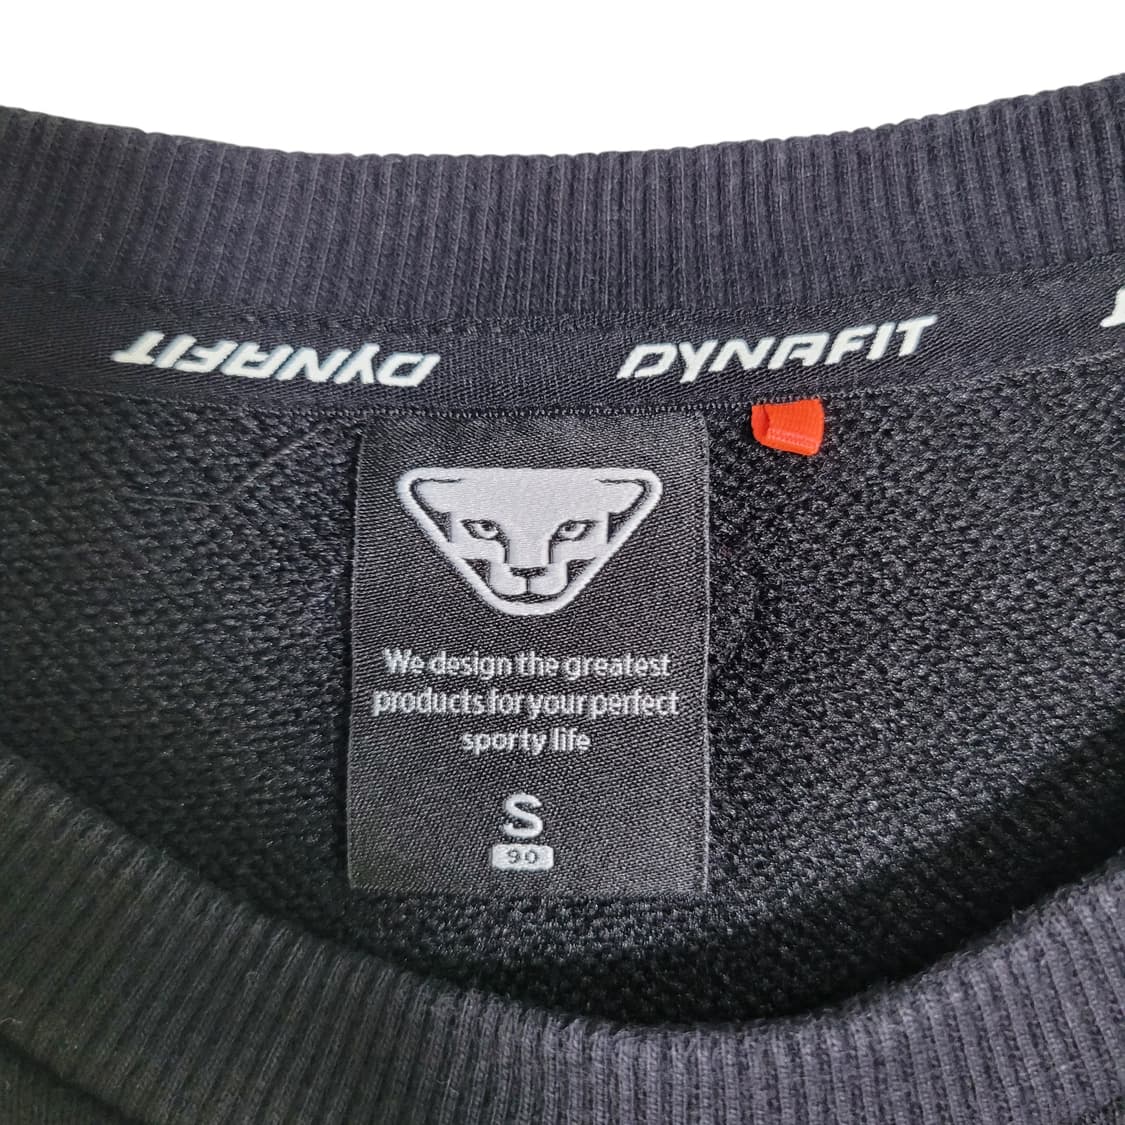 DYNAFIT
DYNAFIT
We design the greatest
products for your perfect
sporty life
S
90